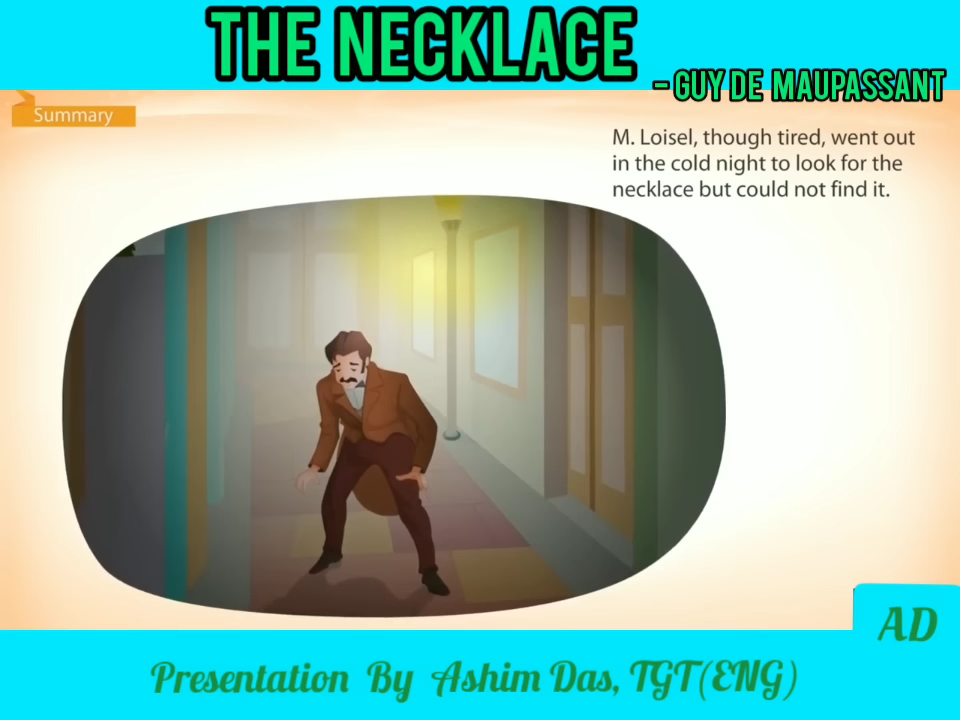 THE NECKLACE
- GUY DE MAUPASSANT
Summary
M. Loisel, though tired, went out
in the cold night to look for the
necklace but could not find it.
AD
Presentation By Ashim Das, TGT(ENG)